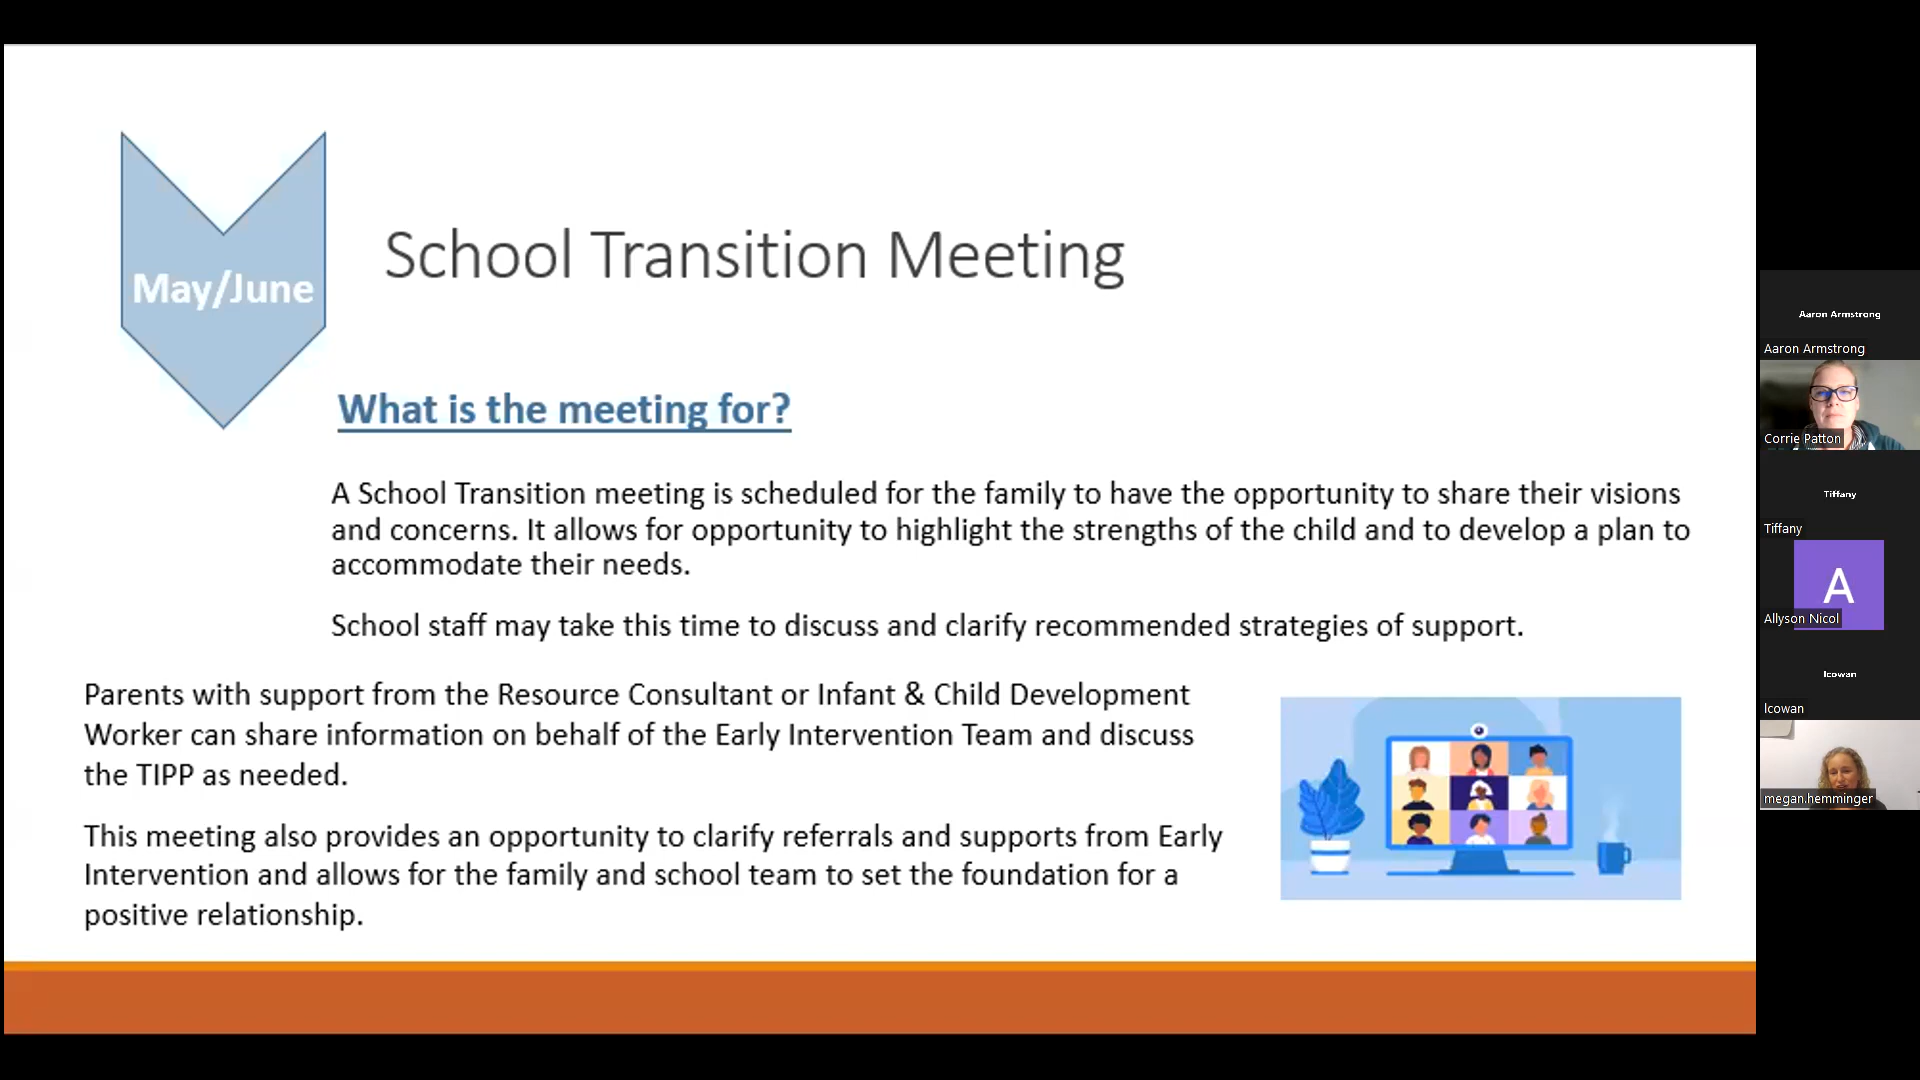 May/June
School Transition Meeting
What is the meeting for?
A School Transition meeting is scheduled for the family to have the opportunity to share their visions
and concerns. It allows for opportunity to highlight the strengths of the child and to develop a plan to
accommodate their needs.
School staff may take this time to discuss and clarify recommended strategies of support.
Parents with support from the Resource Consultant or Infant & Child Development
Worker can share information on behalf of the Early Intervention Team and discuss
the TIPP as needed.
This meeting also provides an opportunity to clarify referrals and supports from Early
Intervention and allows for the family and school team to set the foundation for a
positive relationship.
Aaron Armstrong
Aaron Armstrong
Corrie Patton
Tiffany
Tiffany
A
Allyson Nicol
lcowan
lcowan
megan.hemminger